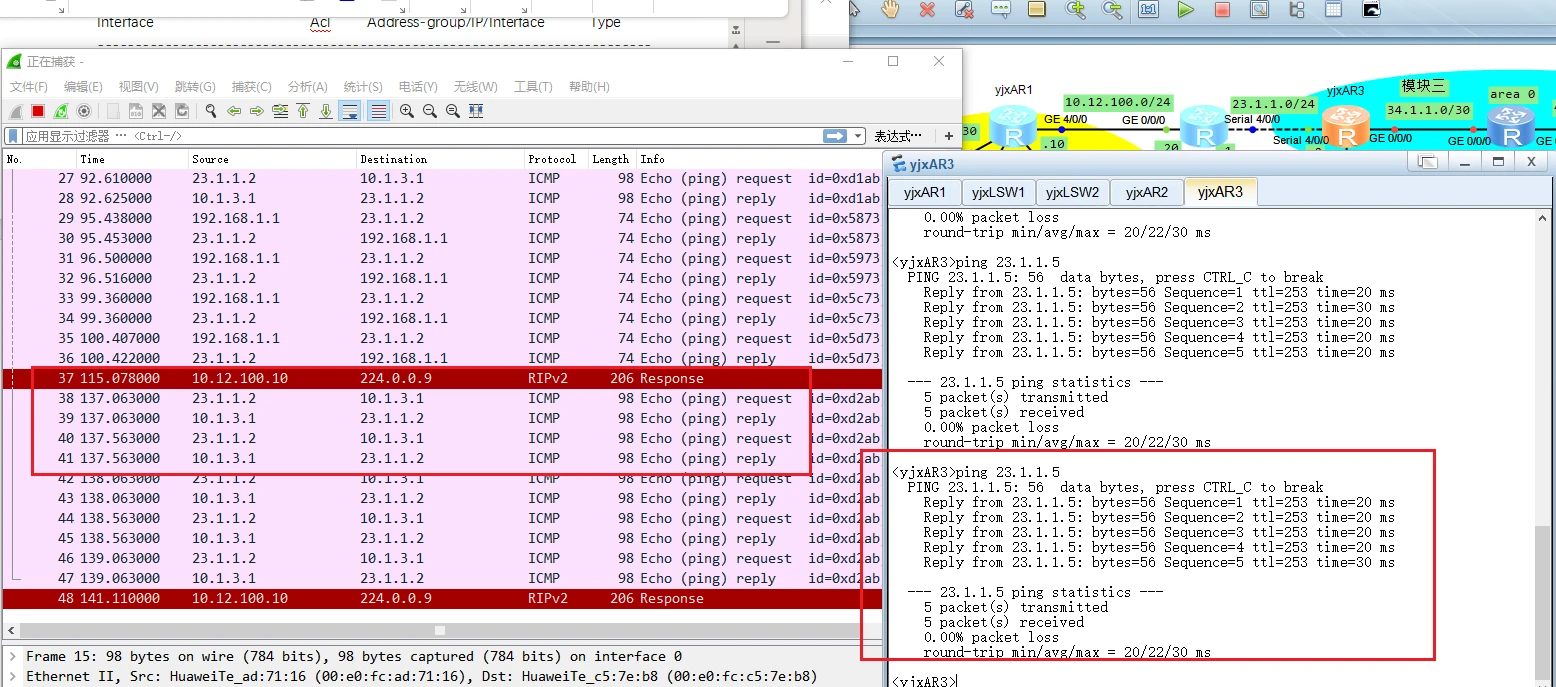 Interface Acl Address-group/IP/Interface Type
--------------------------------------------------------------------
正在捕获 -
文件(F) 编辑(E) 视图(V) 跳转(G) 捕获(C) 分析(A) 统计(S) 电话(Y) 无线(W) 工具(T) 帮助(H)
应用显示过滤器 … <Ctrl-/> 表达式… +
No. Time Source Destination Protocol Length Info
27 92.610000 23.1.1.2 10.1.3.1 ICMP 98 Echo (ping) request id=0xd1ab
28 92.625000 10.1.3.1 23.1.1.2 ICMP 98 Echo (ping) reply id=0xd1ab
29 95.438000 192.168.1.1 23.1.1.2 ICMP 74 Echo (ping) request id=0x5873
30 95.453000 23.1.1.2 192.168.1.1 ICMP 74 Echo (ping) reply id=0x5873
31 96.500000 192.168.1.1 23.1.1.2 ICMP 74 Echo (ping) request id=0x5973
32 96.516000 23.1.1.2 192.168.1.1 ICMP 74 Echo (ping) reply id=0x5973
33 99.360000 192.168.1.1 23.1.1.2 ICMP 74 Echo (ping) request id=0x5c73
34 99.360000 23.1.1.2 192.168.1.1 ICMP 74 Echo (ping) reply id=0x5c73
35 100.407000 192.168.1.1 23.1.1.2 ICMP 74 Echo (ping) request id=0x5d73
36 100.422000 23.1.1.2 192.168.1.1 ICMP 74 Echo (ping) reply id=0x5d73
37 115.078000 10.12.100.10 224.0.0.9 RIPv2 206 Response
38 137.063000 23.1.1.2 10.1.3.1 ICMP 98 Echo (ping) request id=0xd2ab
39 137.063000 10.1.3.1 23.1.1.2 ICMP 98 Echo (ping) reply id=0xd2ab
40 137.563000 23.1.1.2 10.1.3.1 ICMP 98 Echo (ping) request id=0xd2ab
41 137.563000 10.1.3.1 23.1.1.2 ICMP 98 Echo (ping) reply id=0xd2ab
42 138.063000 23.1.1.2 10.1.3.1 ICMP 98 Echo (ping) request id=0xd2ab
43 138.063000 10.1.3.1 23.1.1.2 ICMP 98 Echo (ping) reply id=0xd2ab
44 138.563000 23.1.1.2 10.1.3.1 ICMP 98 Echo (ping) request id=0xd2ab
45 138.563000 10.1.3.1 23.1.1.2 ICMP 98 Echo (ping) reply id=0xd2ab
46 139.063000 23.1.1.2 10.1.3.1 ICMP 98 Echo (ping) request id=0xd2ab
47 139.063000 10.1.3.1 23.1.1.2 ICMP 98 Echo (ping) reply id=0xd2ab
48 141.110000 10.12.100.10 224.0.0.9 RIPv2 206 Response
Frame 15: 98 bytes on wire (784 bits), 98 bytes captured (784 bits) on interface 0
Ethernet II, Src: HuaweiTe_ad:71:16 (00:e0:fc:ad:71:16), Dst: HuaweiTe_c5:7e:b8 (00:e0:fc:c5:7e:b8)
yjxAR1 yjxAR3 模块三 area 0
10.12.100.0/24 23.1.1.0/24 34.1.1.0/30
GE 4/0/0 GE 0/0/0 Serial 4/0/0
30 .10 .20 Serial 4/0/0 GE 0/0/0 GE 0/0/0 GE
yjxAR3
yjxAR1 yjxLSW1 yjxLSW2 yjxAR2 yjxAR3
0.00% packet loss
round-trip min/avg/max = 20/22/30 ms
<yjxAR3>ping 23.1.1.5
PING 23.1.1.5: 56 data bytes, press CTRL_C to break
Reply from 23.1.1.5: bytes=56 Sequence=1 ttl=253 time=20 ms
Reply from 23.1.1.5: bytes=56 Sequence=2 ttl=253 time=30 ms
Reply from 23.1.1.5: bytes=56 Sequence=3 ttl=253 time=20 ms
Reply from 23.1.1.5: bytes=56 Sequence=4 ttl=253 time=20 ms
Reply from 23.1.1.5: bytes=56 Sequence=5 ttl=253 time=20 ms
--- 23.1.1.5 ping statistics ---
5 packet(s) transmitted
5 packet(s) received
0.00% packet loss
round-trip min/avg/max = 20/22/30 ms
<yjxAR3>ping 23.1.1.5
PING 23.1.1.5: 56 data bytes, press CTRL_C to break
Reply from 23.1.1.5: bytes=56 Sequence=1 ttl=253 time=20 ms
Reply from 23.1.1.5: bytes=56 Sequence=2 ttl=253 time=20 ms
Reply from 23.1.1.5: bytes=56 Sequence=3 ttl=253 time=20 ms
Reply from 23.1.1.5: bytes=56 Sequence=4 ttl=253 time=20 ms
Reply from 23.1.1.5: bytes=56 Sequence=5 ttl=253 time=30 ms
--- 23.1.1.5 ping statistics ---
5 packet(s) transmitted
5 packet(s) received
0.00% packet loss
round-trip min/avg/max = 20/22/30 ms
<yjxAR3>